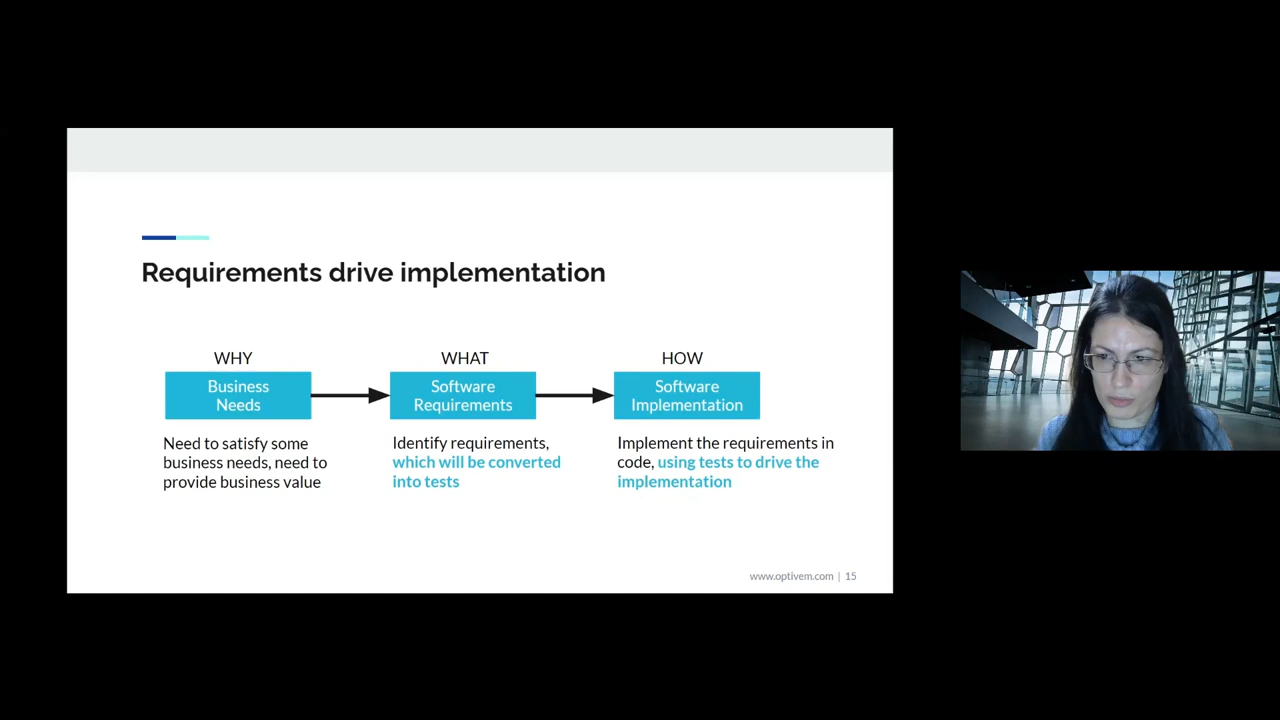 Requirements drive implementation
WHY
WHAT
HOW
Business
Needs
Software
Requirements
Software
Implementation
Need to satisfy some
business needs, need to
provide business value
Identify requirements,
which will be converted
into tests
Implement the requirements in
code, using tests to drive the
implementation
www.optivem.com | 15